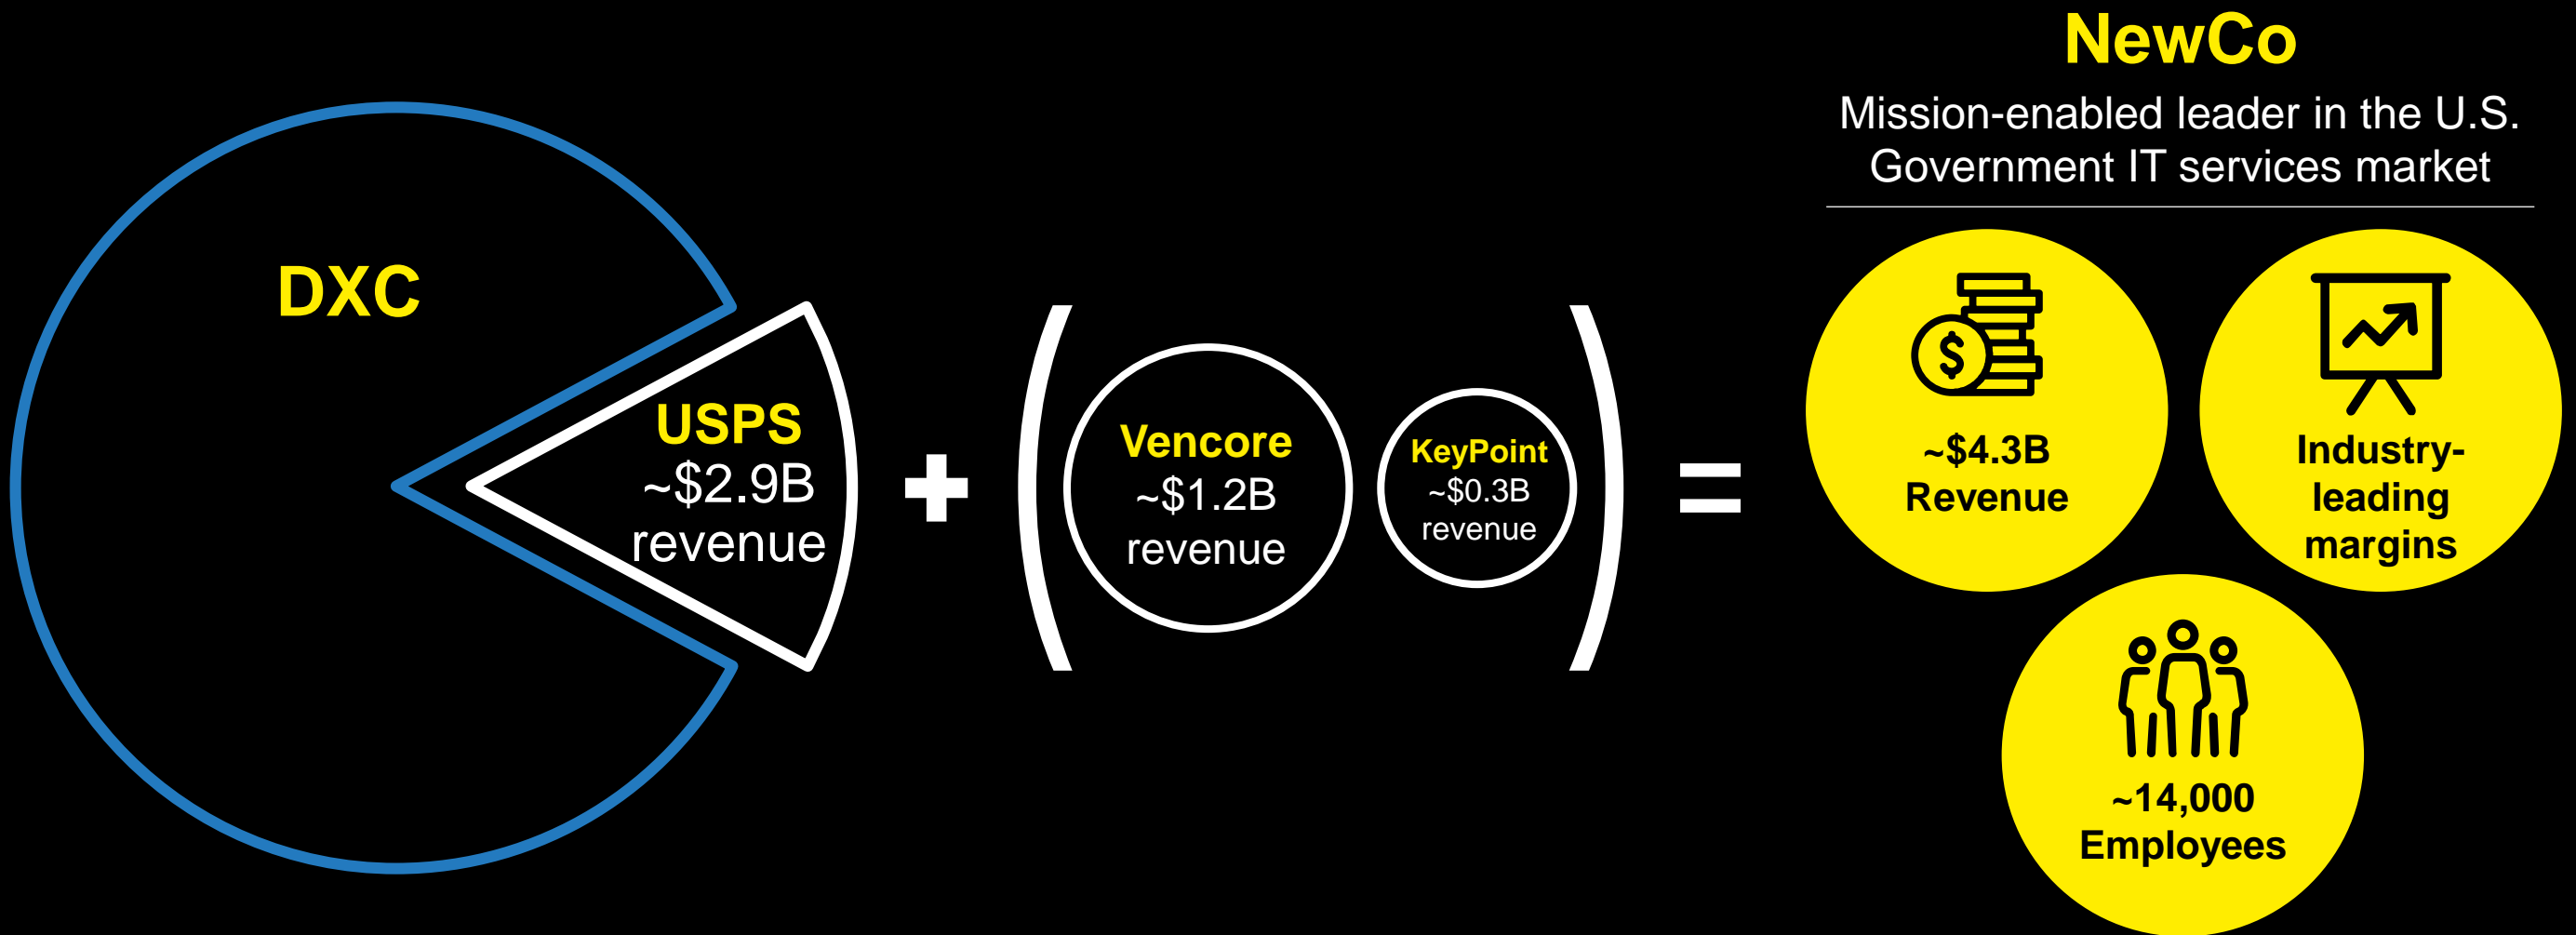 DXC
USPS
~$2.9B
revenue
+
(
Vencore
~$1.2B
revenue
KeyPoint
~$0.3B
revenue
)
=
NewCo
Mission-enabled leader in the U.S.
Government IT services market
$
~$4.3B
Revenue
Industry-
leading
margins
~14,000
Employees